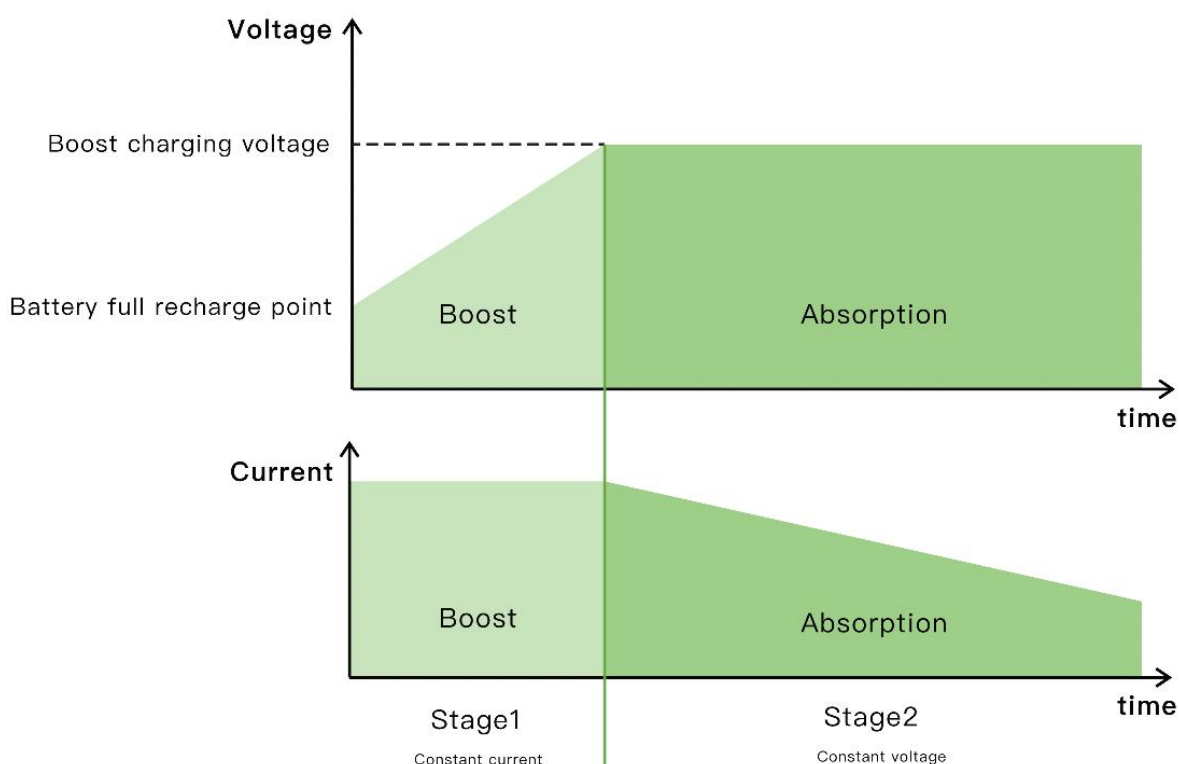 Voltage
Boost charging voltage
Battery full recharge point
Boost
Absorption
time
Current
Boost
Absorption
time
Stage1
Stage2
Constant current
Constant voltage